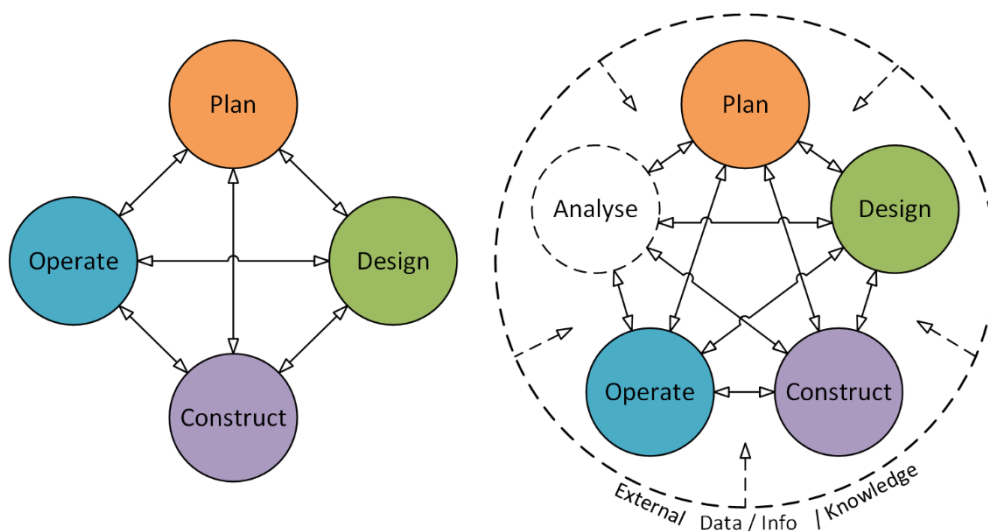 Plan
Operate
Design
Construct
Plan
Analyse
Design
Operate
Construct
External Data / Info / Knowledge